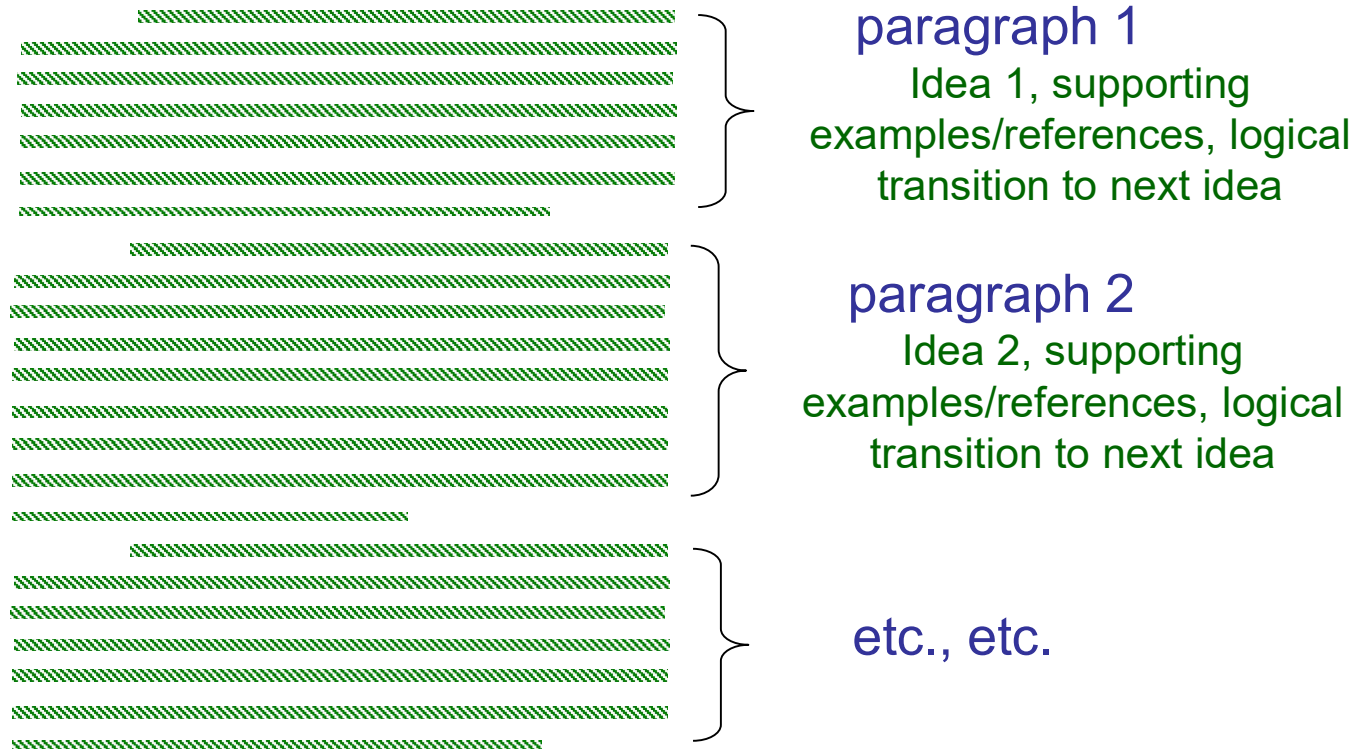 paragraph 1
Idea 1, supporting
examples/references, logical
transition to next idea
paragraph 2
Idea 2, supporting
examples/references, logical
transition to next idea
etc., etc.